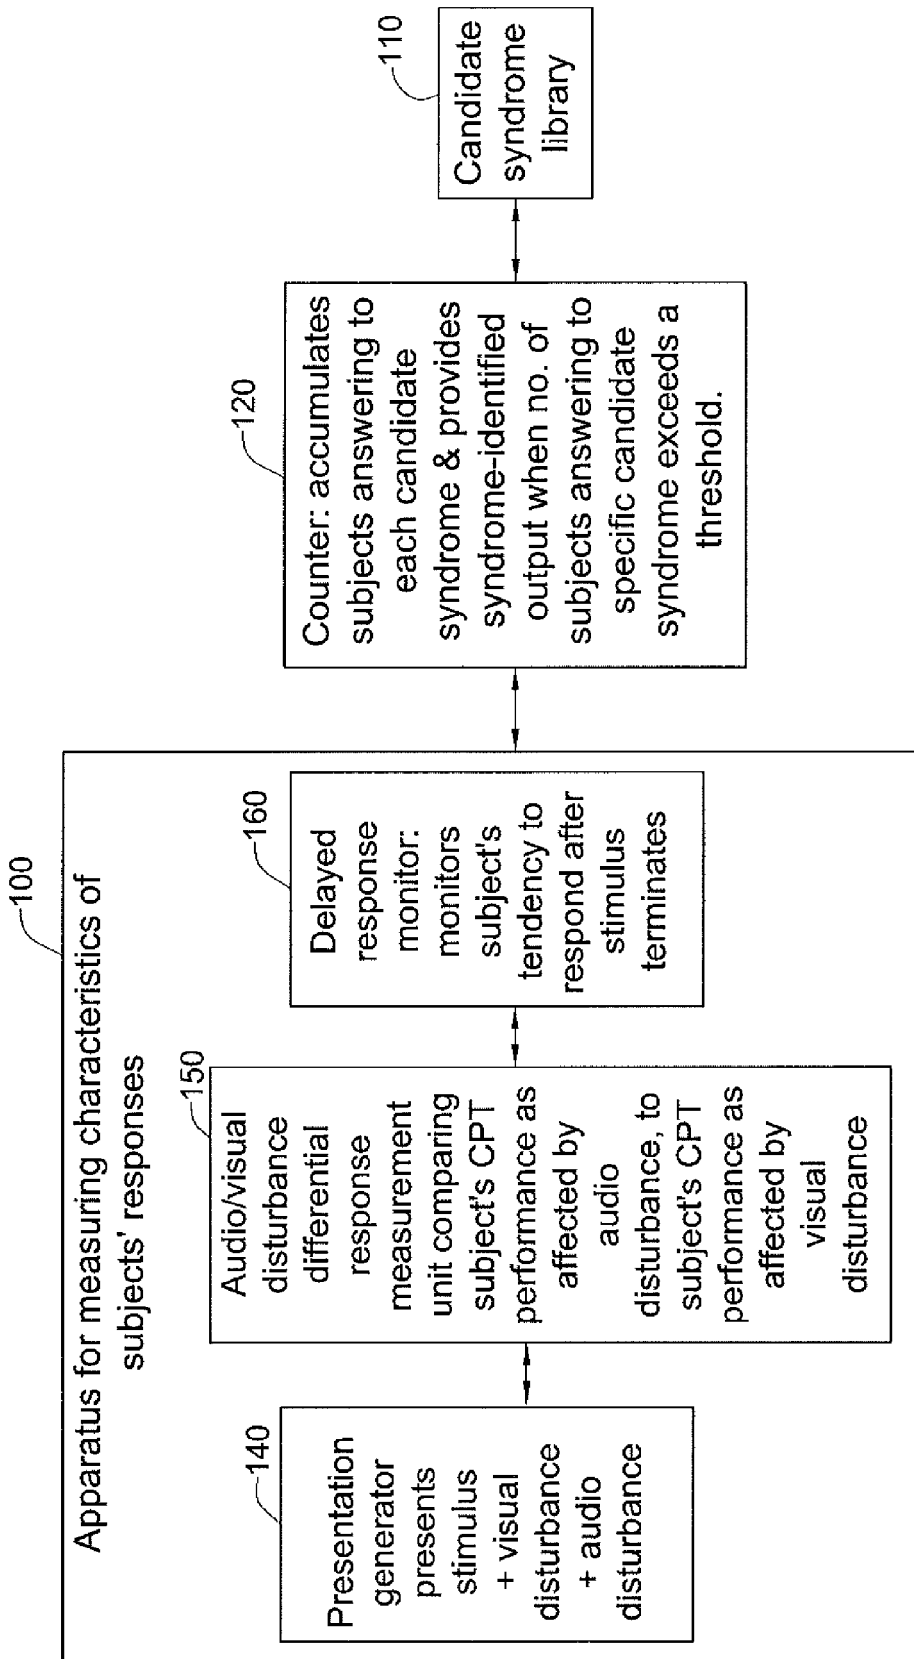 100
Apparatus for measuring characteristics of
subjects' responses
140
Presentation
generator
presents
stimulus
+ visual
disturbance
+ audio
disturbance
150
Audio/visual
disturbance
differential
response
measurement
unit comparing
subject's CPT
performance as
affected by
audio
disturbance, to
subject's CPT
performance as
affected by
visual
disturbance
160
Delayed
response
monitor:
monitors
subject's
tendency to
respond after
stimulus
terminates
120
Counter: accumulates
subjects answering to
each candidate
syndrome & provides
syndrome-identified
output when no. of
subjects answering to
specific candidate
syndrome exceeds a
threshold.
110
Candidate
syndrome
library